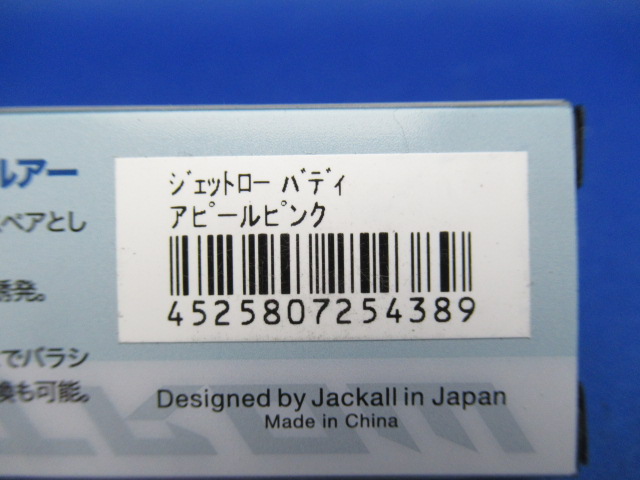 ルアー
ペアとし
誘発。
でバラシ
換も可能。
ｼﾞｪｯﾄﾛｰ ﾊﾞﾃﾞｨ
ｱﾋﾟｰﾙﾋﾟﾝｸ
4525807254389
Designed by Jackall in Japan
Made in China